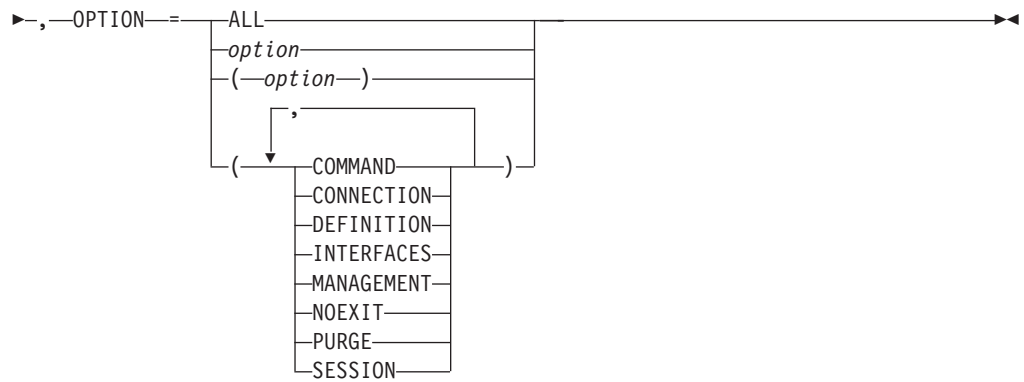 , OPTION = ALL
option
( option )
,
( COMMAND )
CONNECTION
DEFINITION
INTERFACES
MANAGEMENT
NOEXIT
PURGE
SESSION